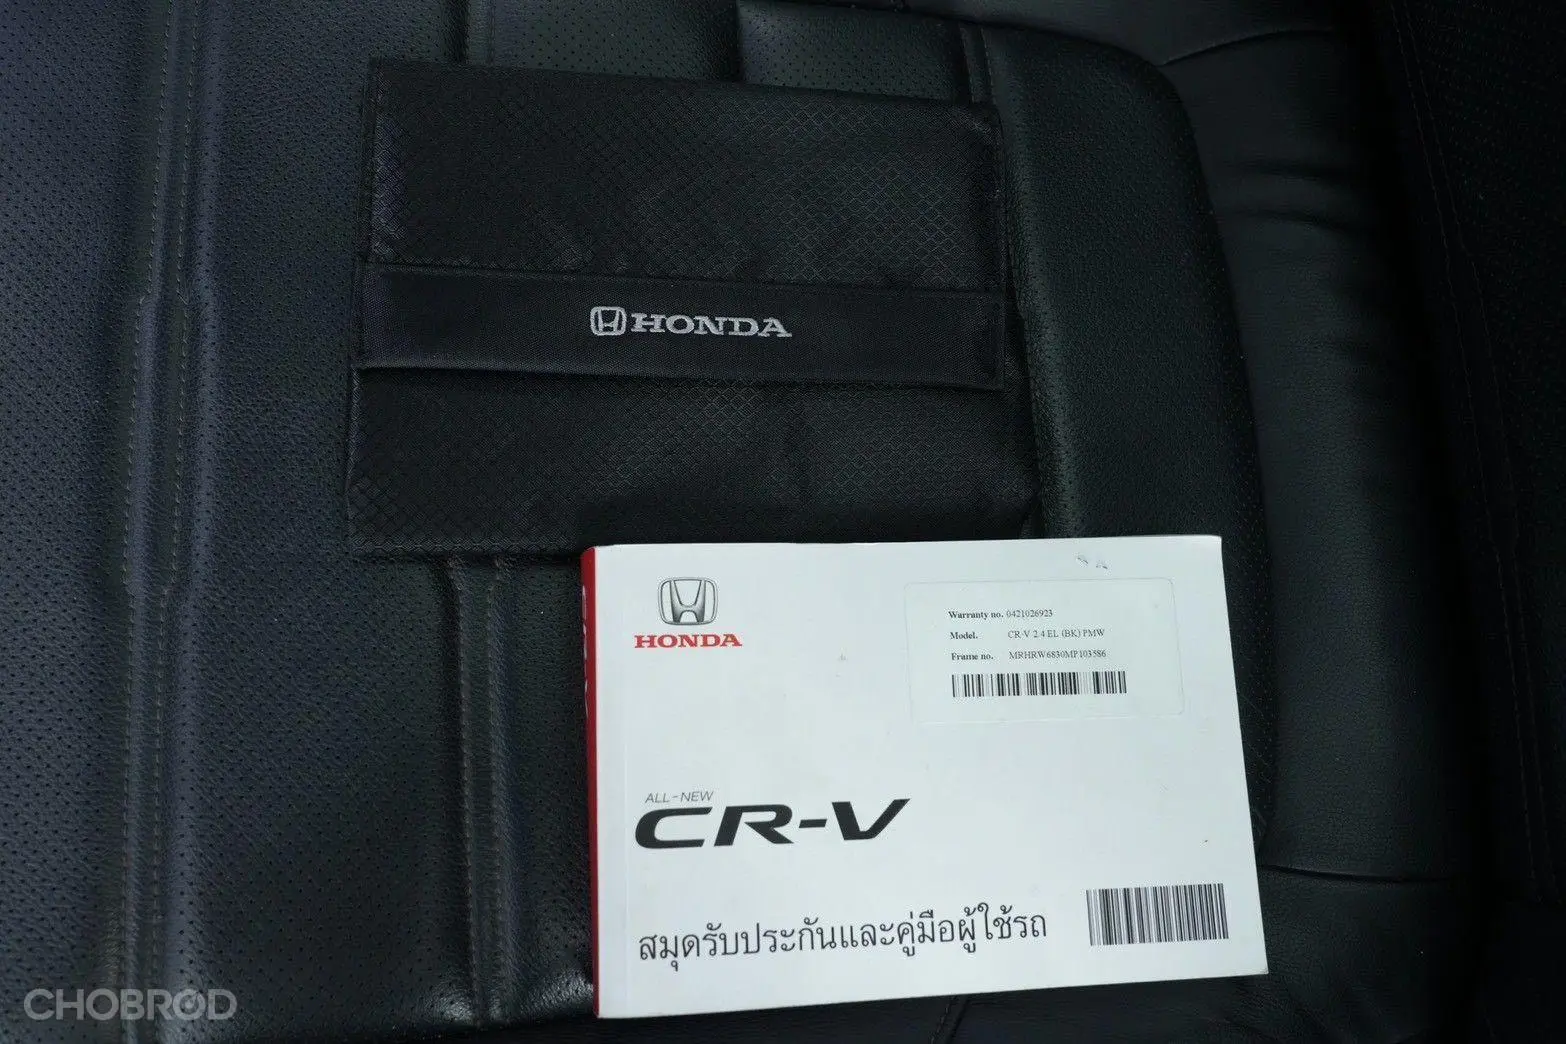 HONDA
HONDA
Warranty no. 0421026923
Model. CR-V 2.4 EL (BK) PMW
Frame no. MRHRW6830MP103586
ALL-NEW
CR-V
สมุดรับประกันและคู่มือผู้ใช้รถ
CHOBROD